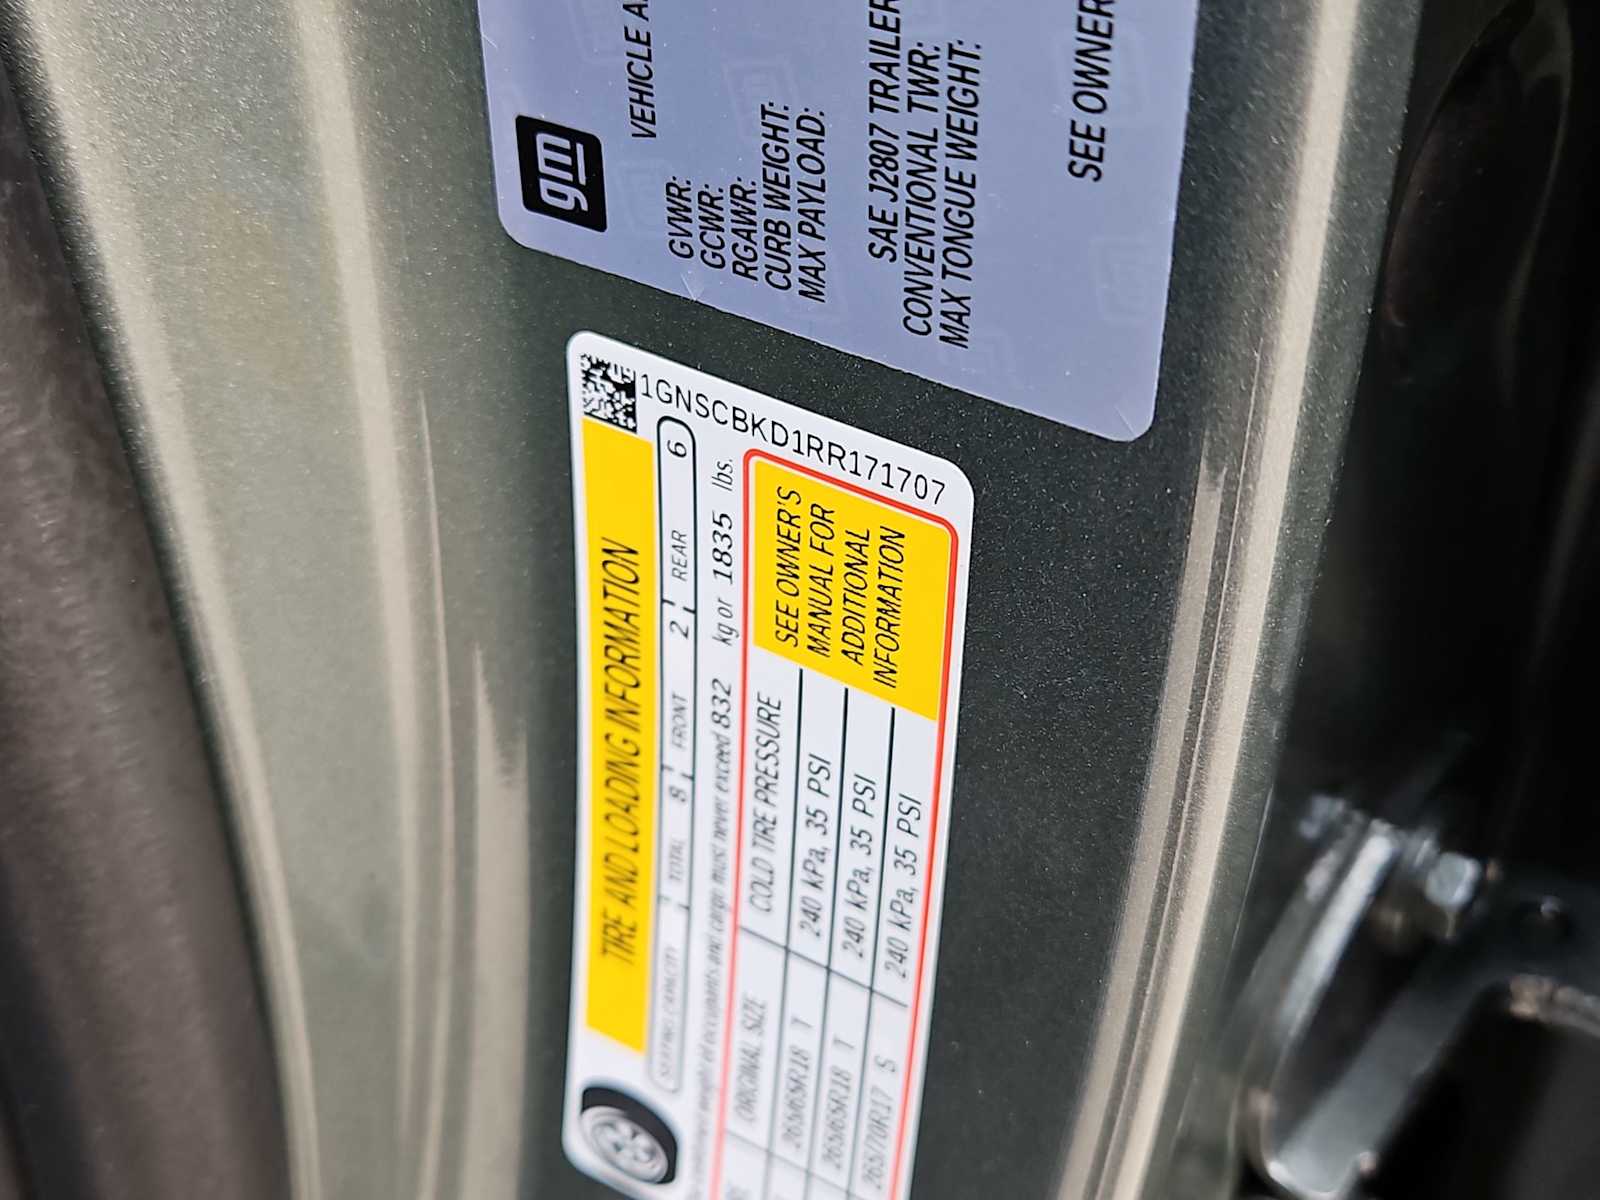 gm
VEHICLE
GVWR:
GCWR:
RGAWR:
CURB WEIGHT:
MAX PAYLOAD:
SAE J2807 TRAILER
CONVENTIONAL TWR:
MAX TONGUE WEIGHT:
SEE OWNER
1GNSCBKD1RR171707
TIRE AND LOADING INFORMATION
SEATING CAPACITY TOTAL 8 FRONT 2 REAR 6
weight of occupants and cargo must never exceed 832 kg or 1835 lbs.
ORIGINAL SIZE COLD TIRE PRESSURE
265/65R18 T 240 kPa, 35 PSI
265/65R18 T 240 kPa, 35 PSI
265/70R17 S 240 kPa, 35 PSI
SEE OWNER'S
MANUAL FOR
ADDITIONAL
INFORMATION